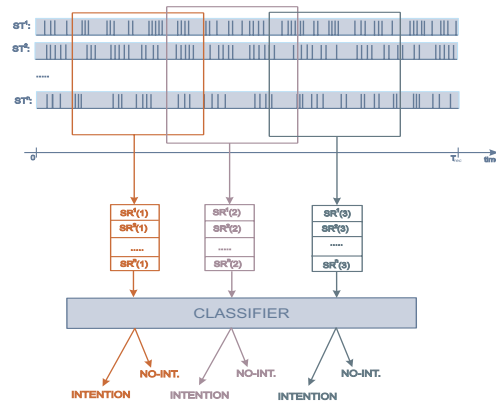 ST¹:
ST²:
.....
STⁿ:
0 time
SR¹(1) SR¹(2) SR¹(3)
SR²(1) SR²(2) SR²(3)
..... ..... .....
SRⁿ(1) SRⁿ(2) SRⁿ(3)
CLASSIFIER
NO-INT. NO-INT. NO-INT.
INTENTION INTENTION INTENTION